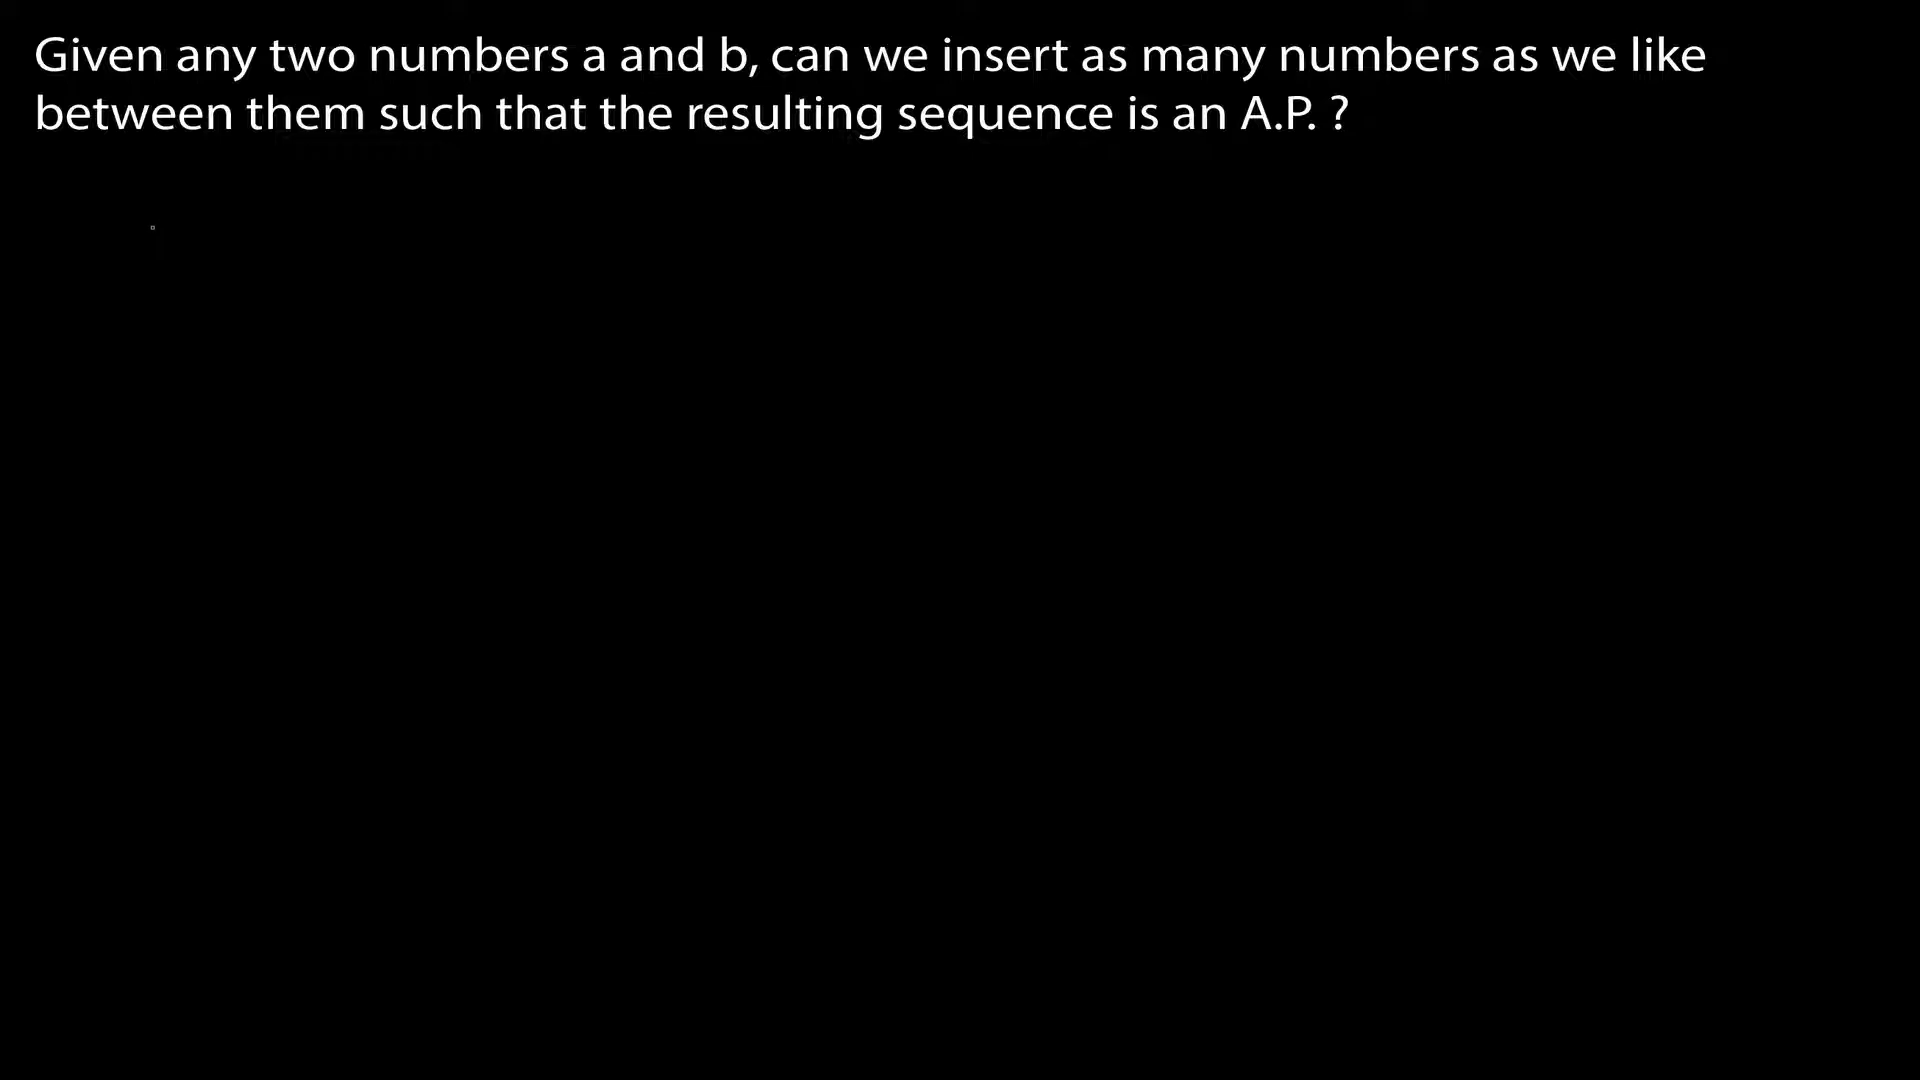 Given any two numbers a and b, can we insert as many numbers as we like
between them such that the resulting sequence is an A.P. ?